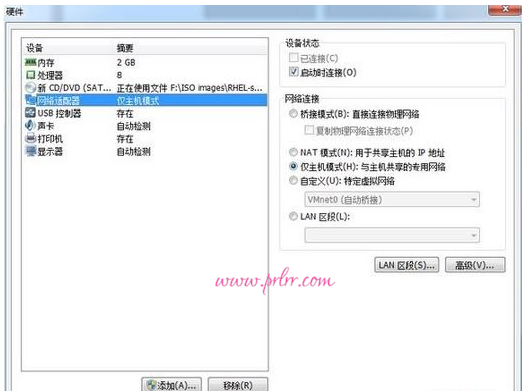 硬件
设备
摘要
内存
2 GB
处理器
8
新 CD/DVD (SAT...
正在使用文件 F:\ISO images\RHEL-s...
网络适配器
仅主机模式
USB 控制器
存在
声卡
自动检测
打印机
存在
显示器
自动检测
添加(A)...
移除(R)
设备状态
已连接(C)
启动时连接(O)
网络连接
桥接模式(B): 直接连接物理网络
复制物理网络连接状态(P)
NAT 模式(N): 用于共享主机的 IP 地址
仅主机模式(H): 与主机共享的专用网络
自定义(U): 特定虚拟网络
VMnet0 (自动桥接)
LAN 区段(L):
LAN 区段(S)...
高级(V)...
www.prlrr.com